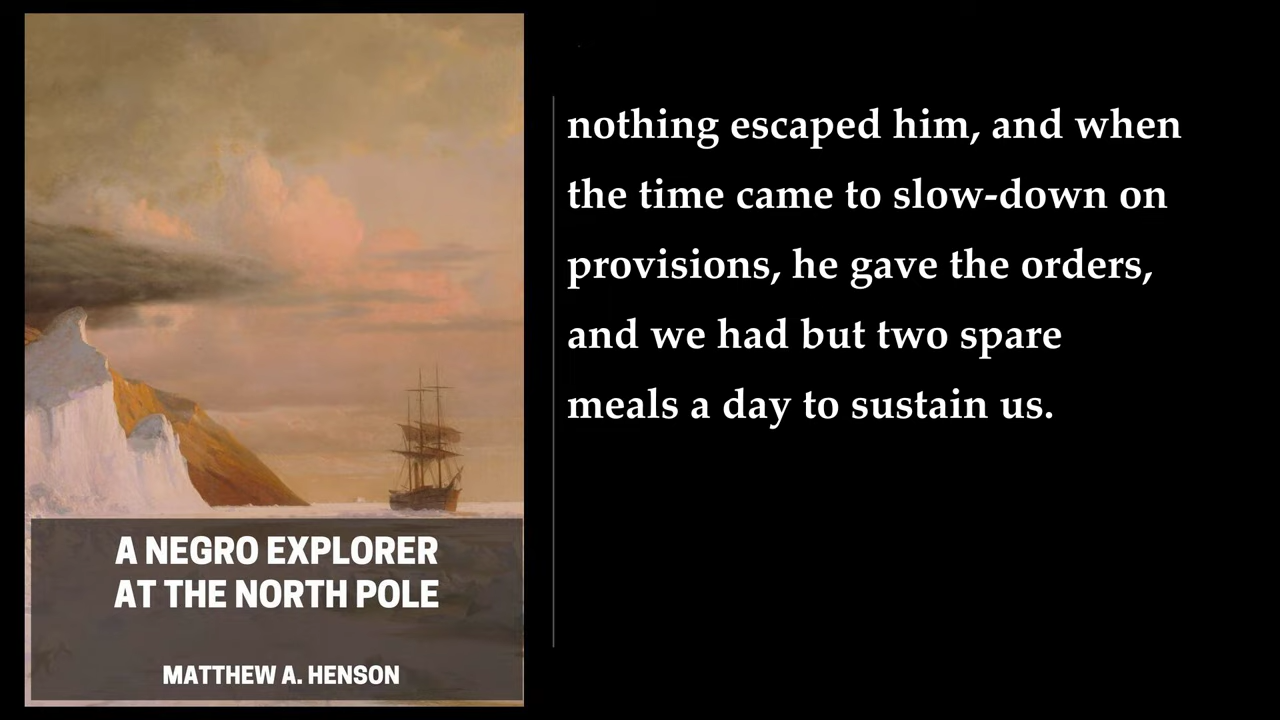 nothing escaped him, and when
the time came to slow-down on
provisions, he gave the orders,
and we had but two spare
meals a day to sustain us.
A NEGRO EXPLORER
AT THE NORTH POLE
MATTHEW A. HENSON